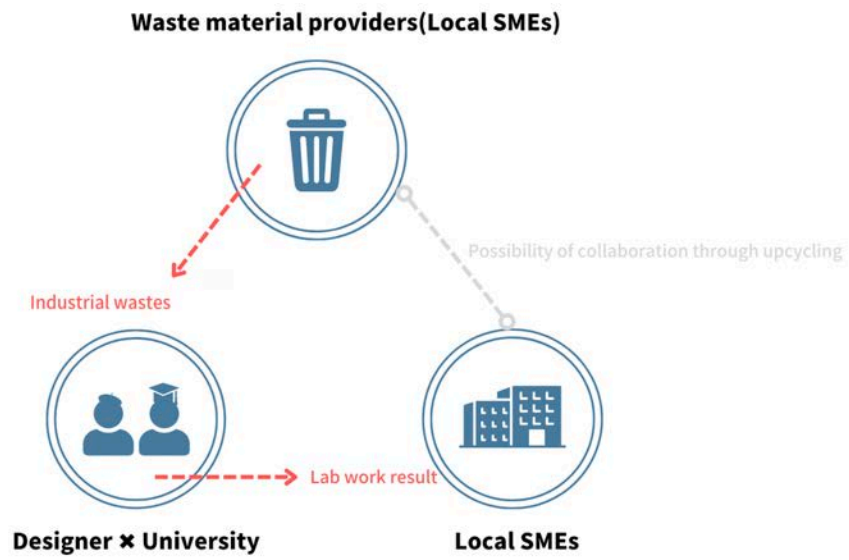 Waste material providers(Local SMEs)
Possibility of collaboration through upcycling
Industrial wastes
Lab work result
Designer ✖ University
Local SMEs